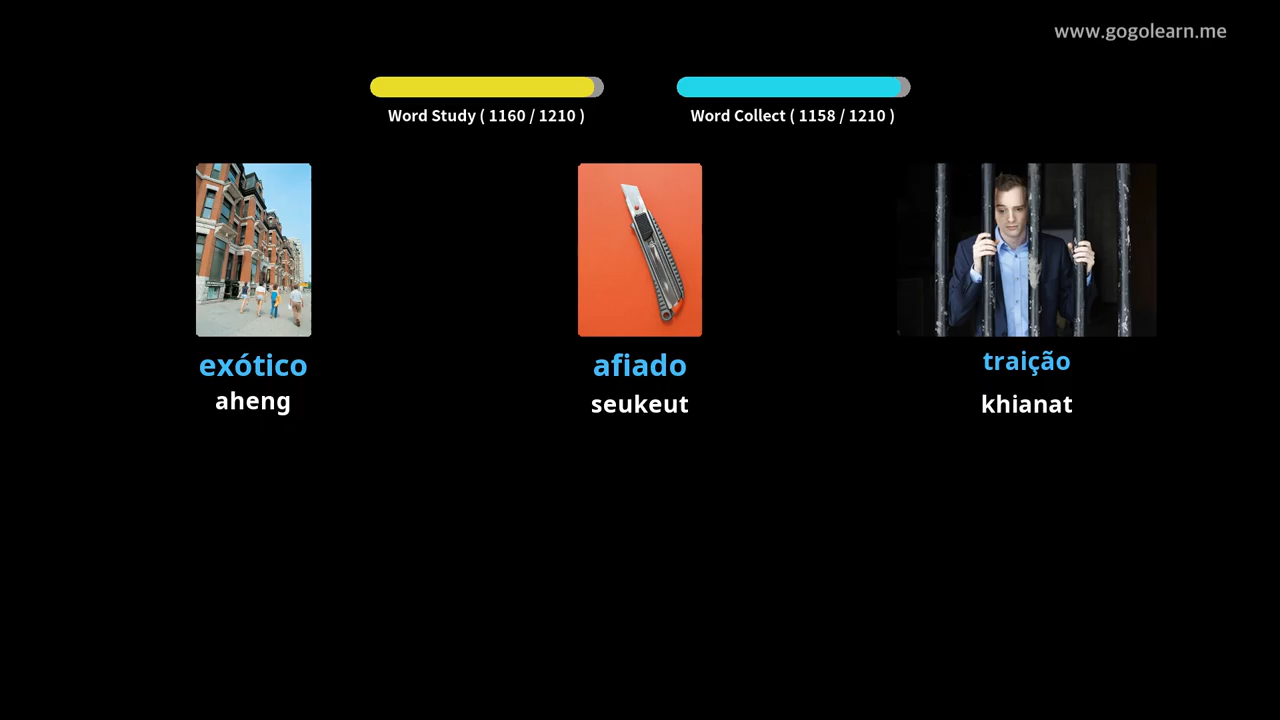 www.gogolearn.me
Word Study ( 1160 / 1210 )
Word Collect ( 1158 / 1210 )
exótico
aheng
afiado
seukeut
traição
khianat